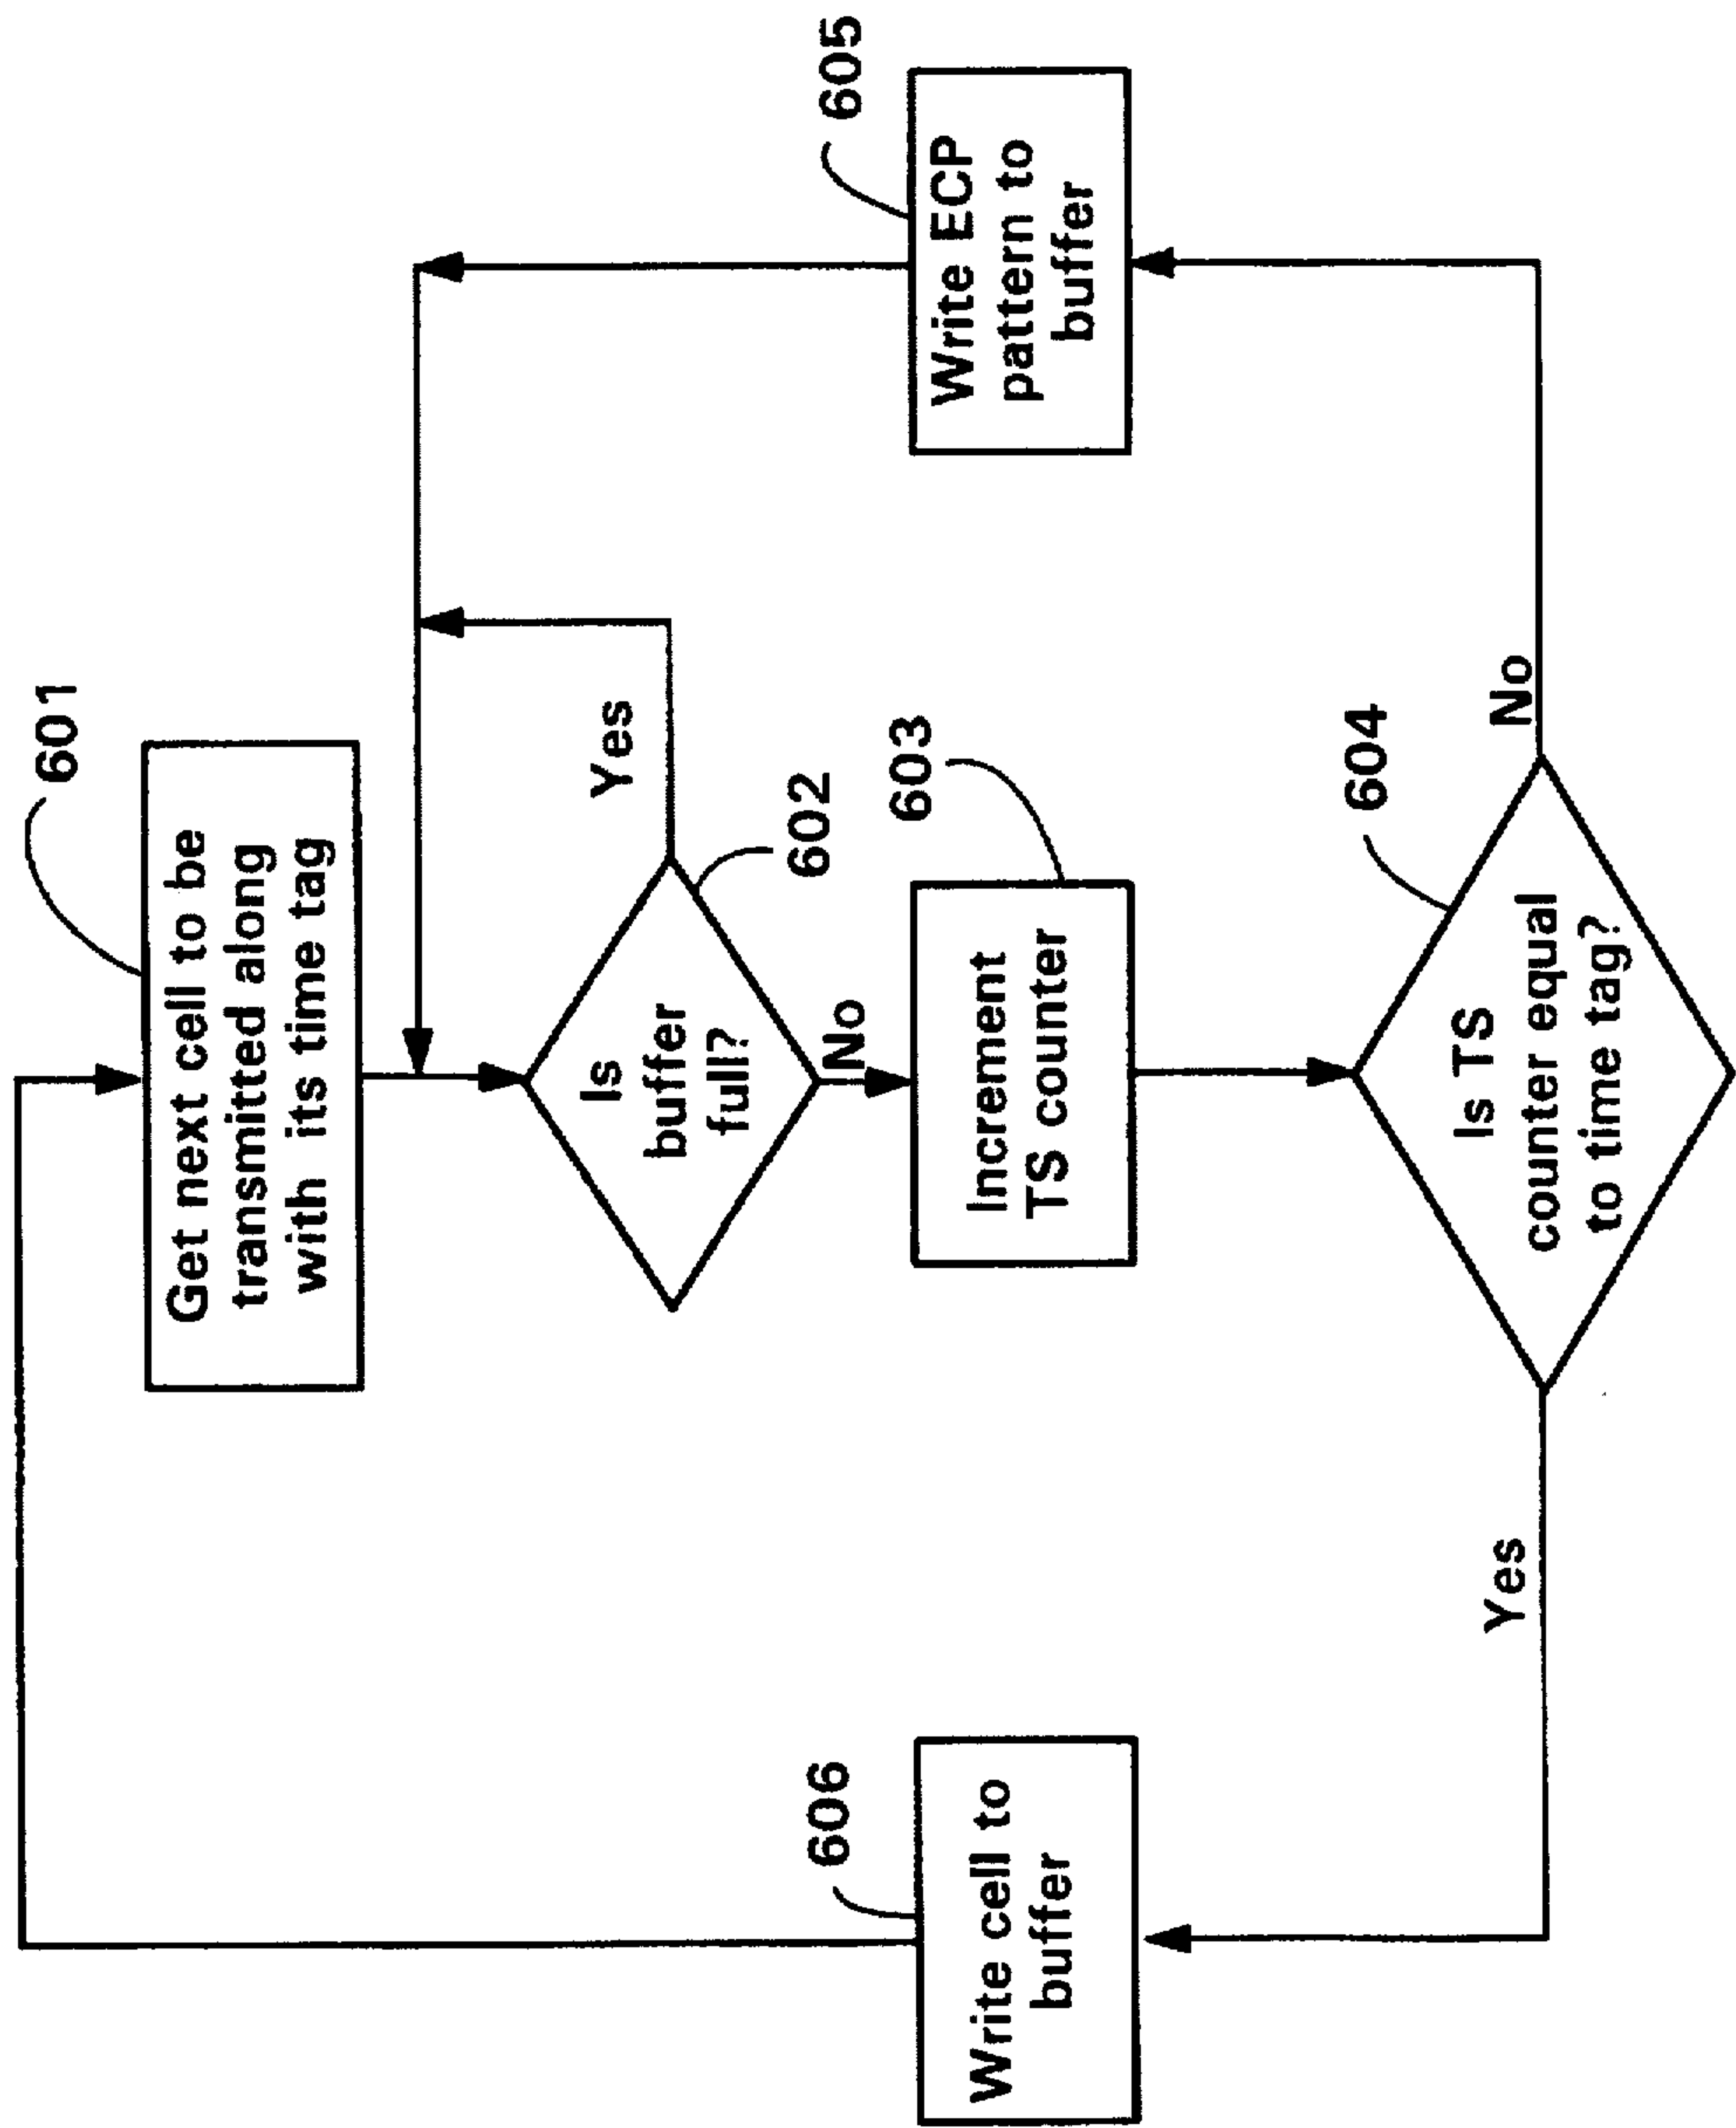 601
Get next cell to be
transmitted along
with its time tag
Is
buffer
full?
Yes
602
No
603
Increment
TS counter
604
Is TS
counter equal
to time tag?
No
605
Write ECP
pattern to
buffer
Yes
606
Write cell to
buffer